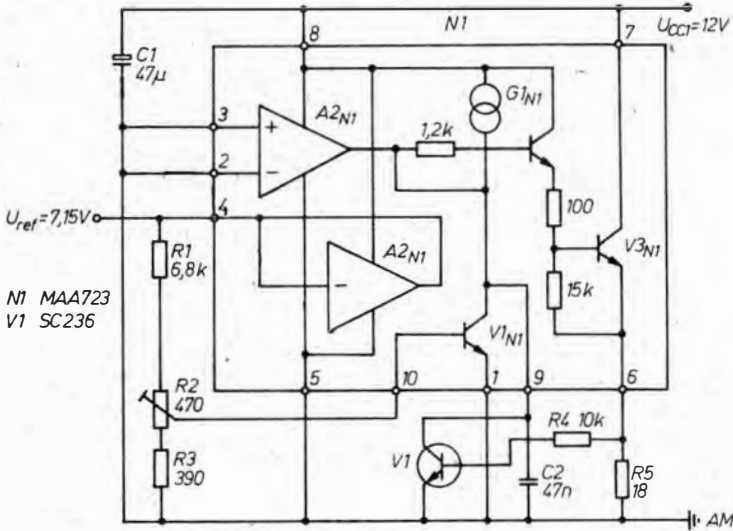 N1
U_CC1=12V
8
7
C1
47µ
G1_N1
3
A2_N1
+
1,2k
2
−
4
U_ref=7,15V
100
R1
6,8k
A2_N1
V3_N1
−
15k
N1 MAA723
V1 SC236
V1_N1
5
10
1
9
6
R2
470
R4 10k
R3
390
V1
C2
47n
R5
18
AM